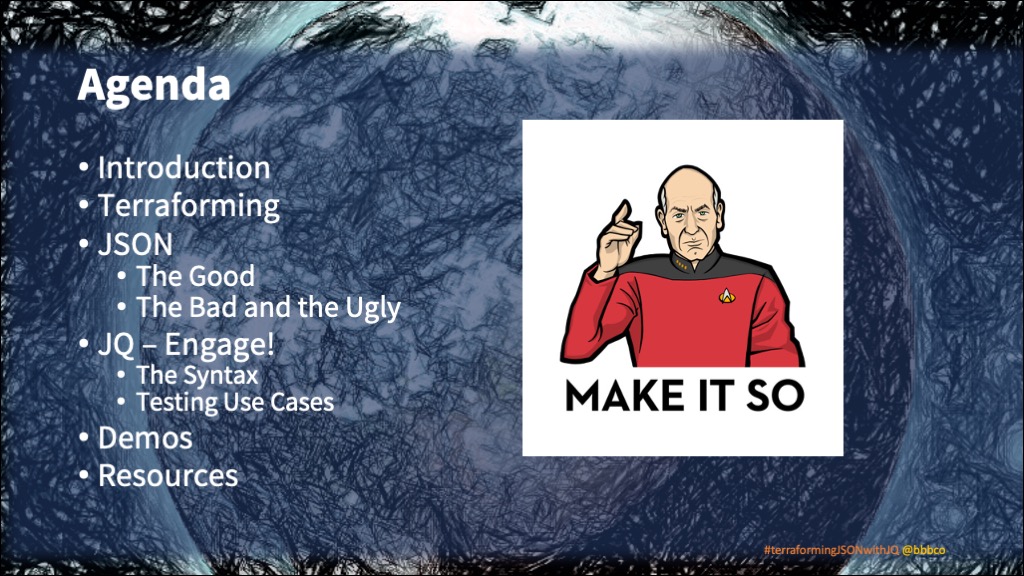 Agenda
• Introduction
• Terraforming
• JSON
• The Good
• The Bad and the Ugly
• JQ – Engage!
• The Syntax
• Testing Use Cases
• Demos
• Resources
MAKE IT SO
#terraformingJSONwithJQ @bbbco